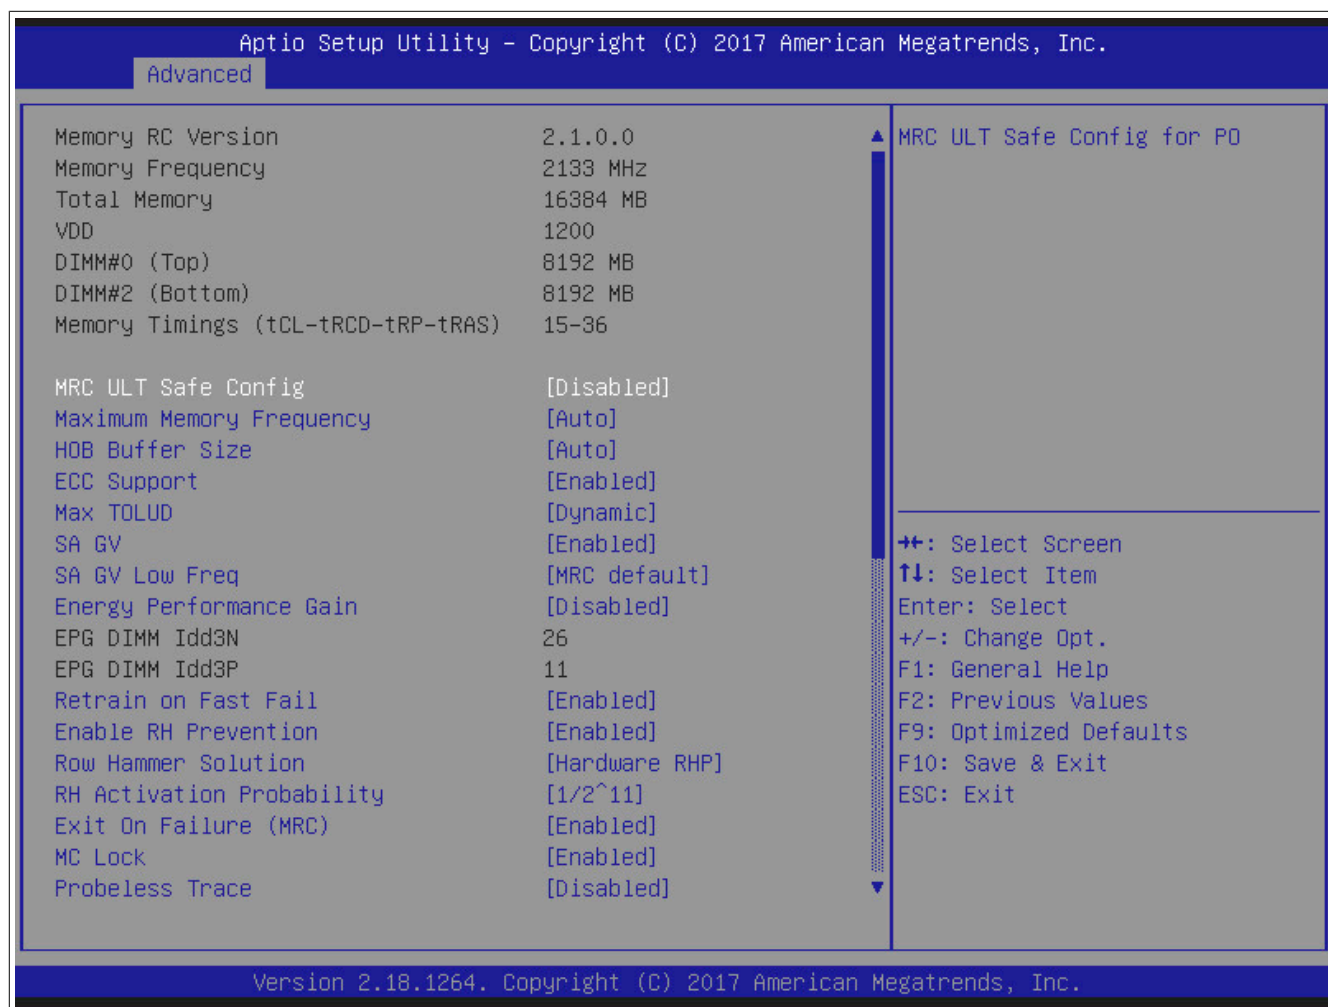 Aptio Setup Utility – Copyright (C) 2017 American Megatrends, Inc.
Advanced
Memory RC Version 2.1.0.0
Memory Frequency 2133 MHz
Total Memory 16384 MB
VDD 1200
DIMM#0 (Top) 8192 MB
DIMM#2 (Bottom) 8192 MB
Memory Timings (tCL-tRCD-tRP-tRAS) 15-36
MRC ULT Safe Config [Disabled]
Maximum Memory Frequency [Auto]
HOB Buffer Size [Auto]
ECC Support [Enabled]
Max TOLUD [Dynamic]
SA GV [Enabled]
SA GV Low Freq [MRC default]
Energy Performance Gain [Disabled]
EPG DIMM Idd3N 26
EPG DIMM Idd3P 11
Retrain on Fast Fail [Enabled]
Enable RH Prevention [Enabled]
Row Hammer Solution [Hardware RHP]
RH Activation Probability [1/2^11]
Exit On Failure (MRC) [Enabled]
MC Lock [Enabled]
Probeless Trace [Disabled]
MRC ULT Safe Config for PO
→←: Select Screen
↑↓: Select Item
Enter: Select
+/-: Change Opt.
F1: General Help
F2: Previous Values
F9: Optimized Defaults
F10: Save & Exit
ESC: Exit
Version 2.18.1264. Copyright (C) 2017 American Megatrends, Inc.